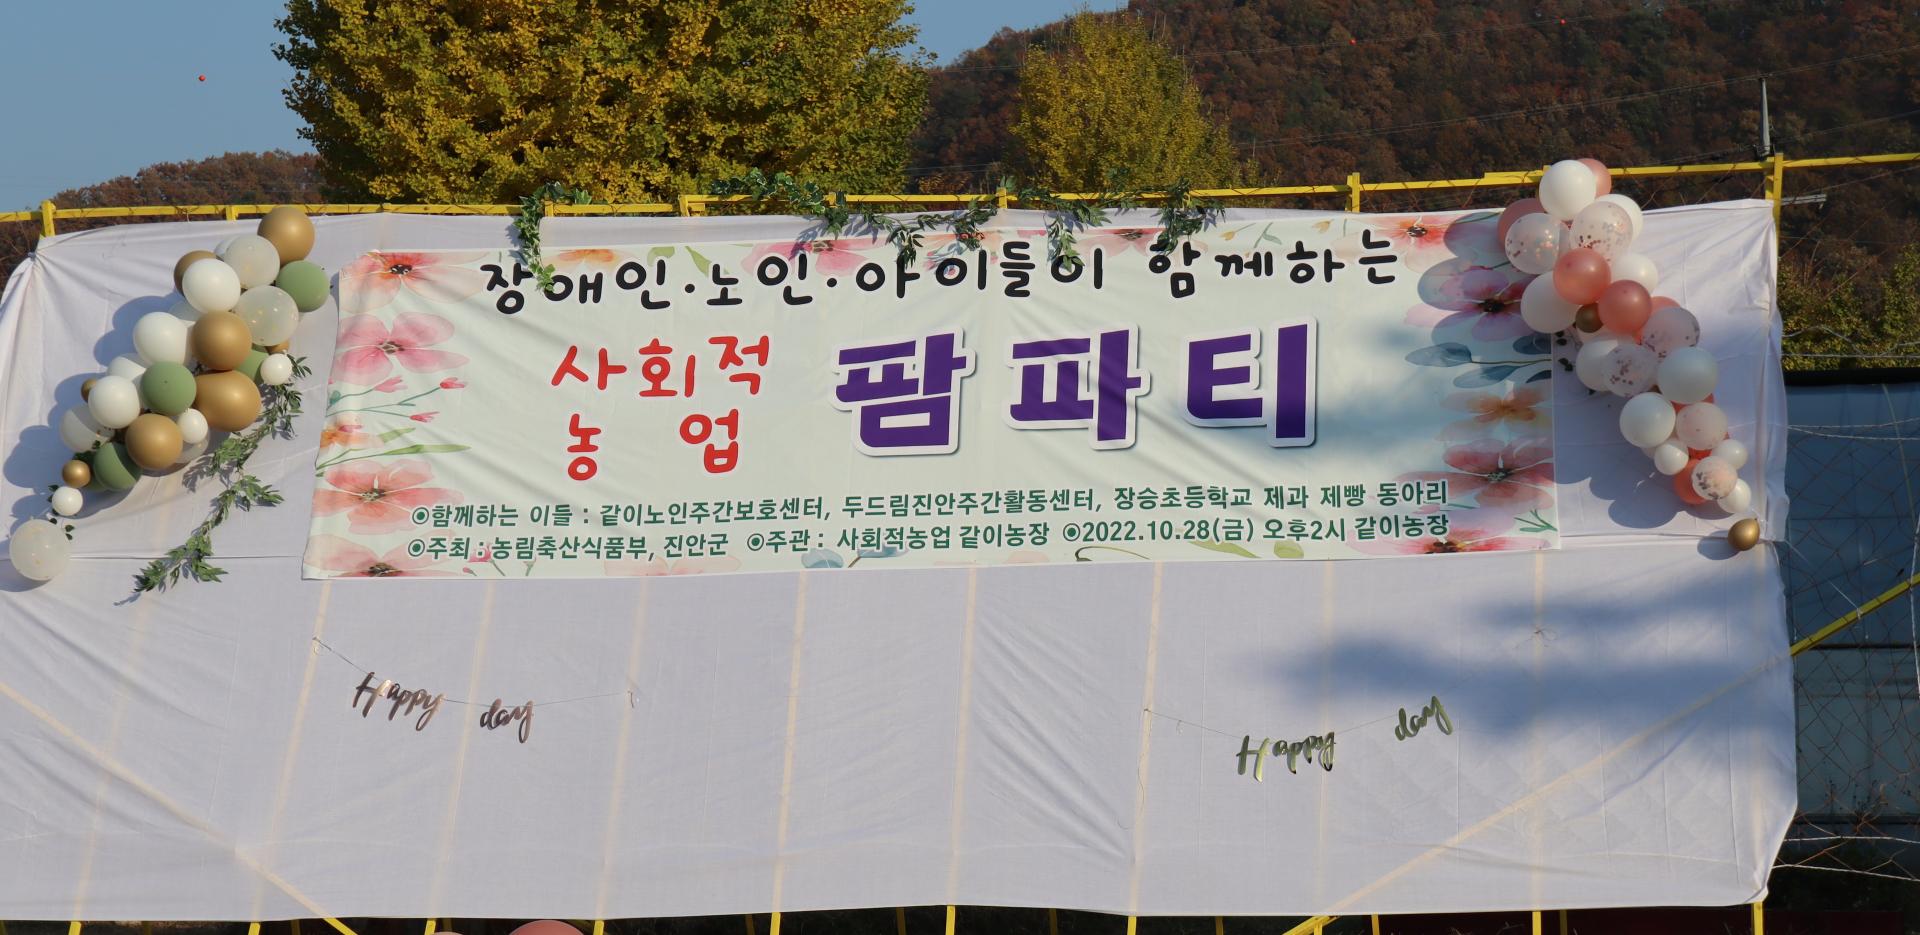 장애인·노인·아이들이 함께하는
사회적
농업
팜파티
◉함께하는 이들 : 같이노인주간보호센터, 두드림진안주간활동센터, 장승초등학교 제과 제빵 동아리
◉주최 : 농림축산식품부, 진안군 ◉주관 : 사회적농업 같이농장 ◉2022.10.28(금) 오후2시 같이농장
Happy day
Happy day